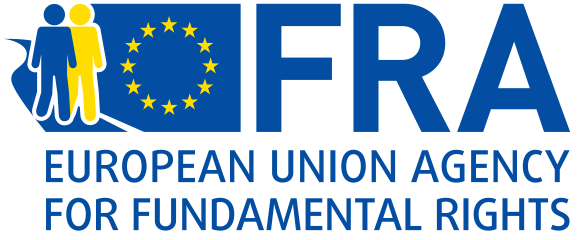 FRA
EUROPEAN UNION AGENCY
FOR FUNDAMENTAL RIGHTS